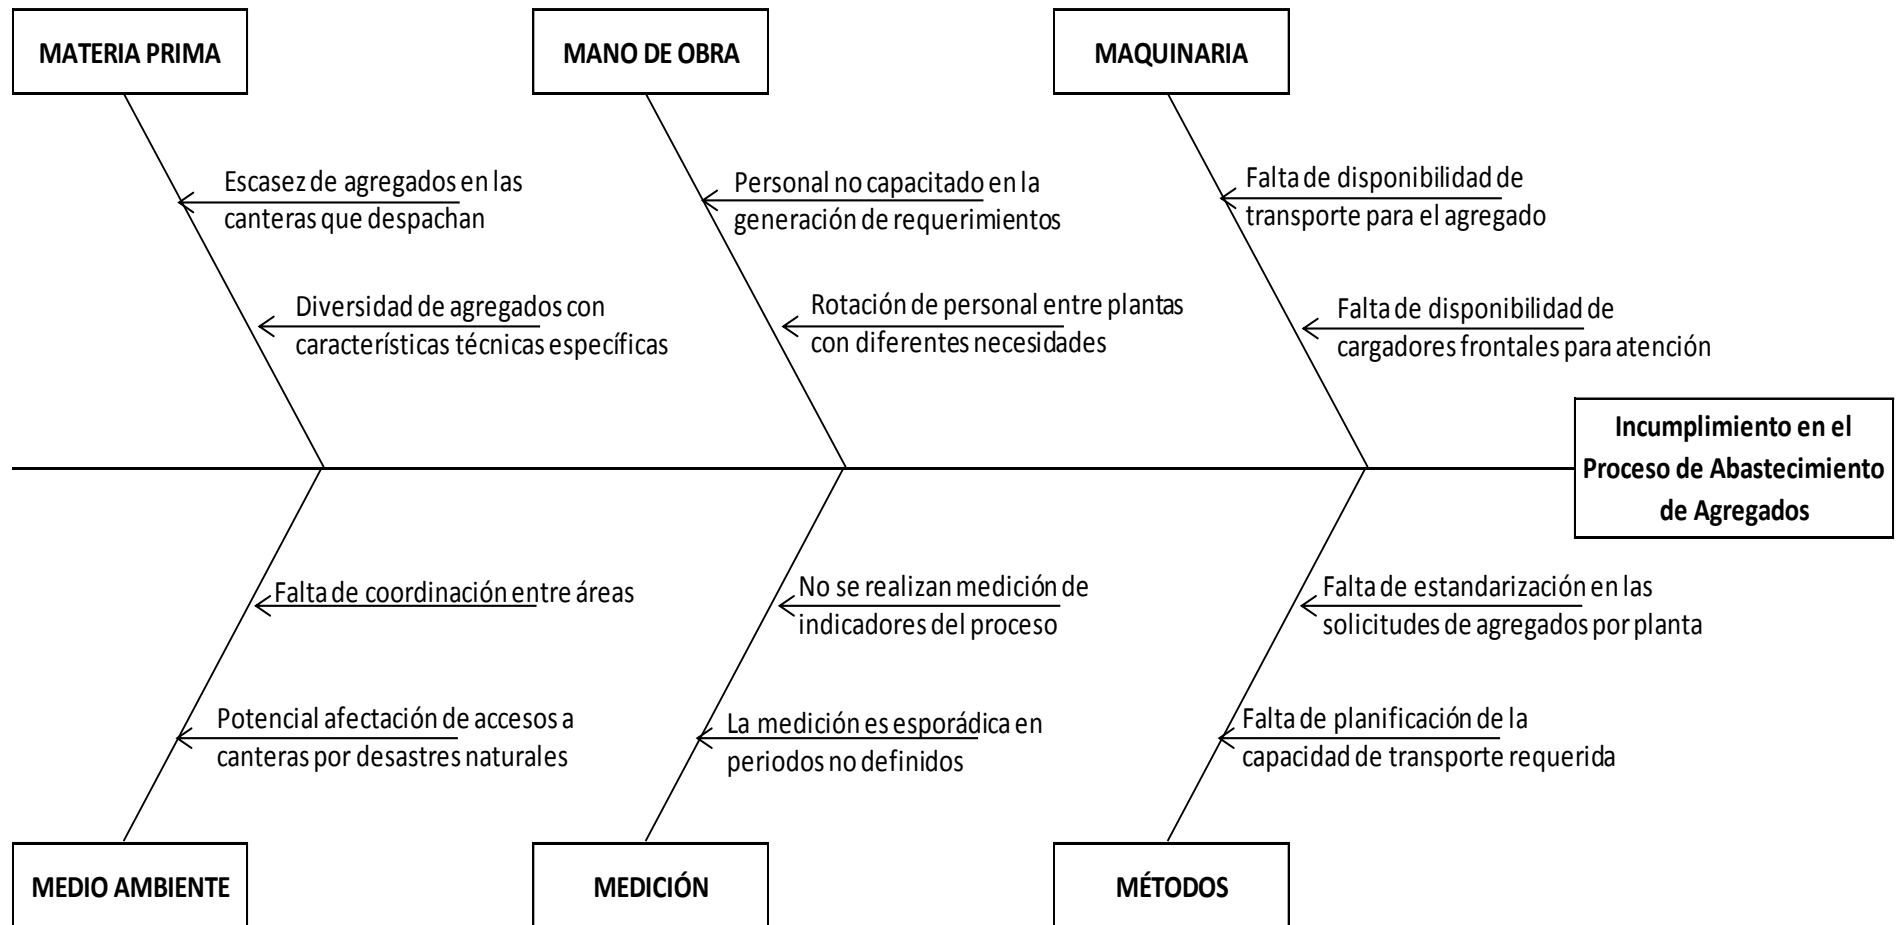 MATERIA PRIMA
MANO DE OBRA
MAQUINARIA
Escasez de agregados en las
canteras que despachan
Personal no capacitado en la
generación de requerimientos
Falta de disponibilidad de
transporte para el agregado
Diversidad de agregados con
características técnicas específicas
Rotación de personal entre plantas
con diferentes necesidades
Falta de disponibilidad de
cargadores frontales para atención
Incumplimiento en el
Proceso de Abastecimiento
de Agregados
Falta de coordinación entre áreas
No se realizan medición de
indicadores del proceso
Falta de estandarización en las
solicitudes de agregados por planta
Potencial afectación de accesos a
canteras por desastres naturales
La medición es esporádica en
periodos no definidos
Falta de planificación de la
capacidad de transporte requerida
MEDIO AMBIENTE
MEDICIÓN
MÉTODOS